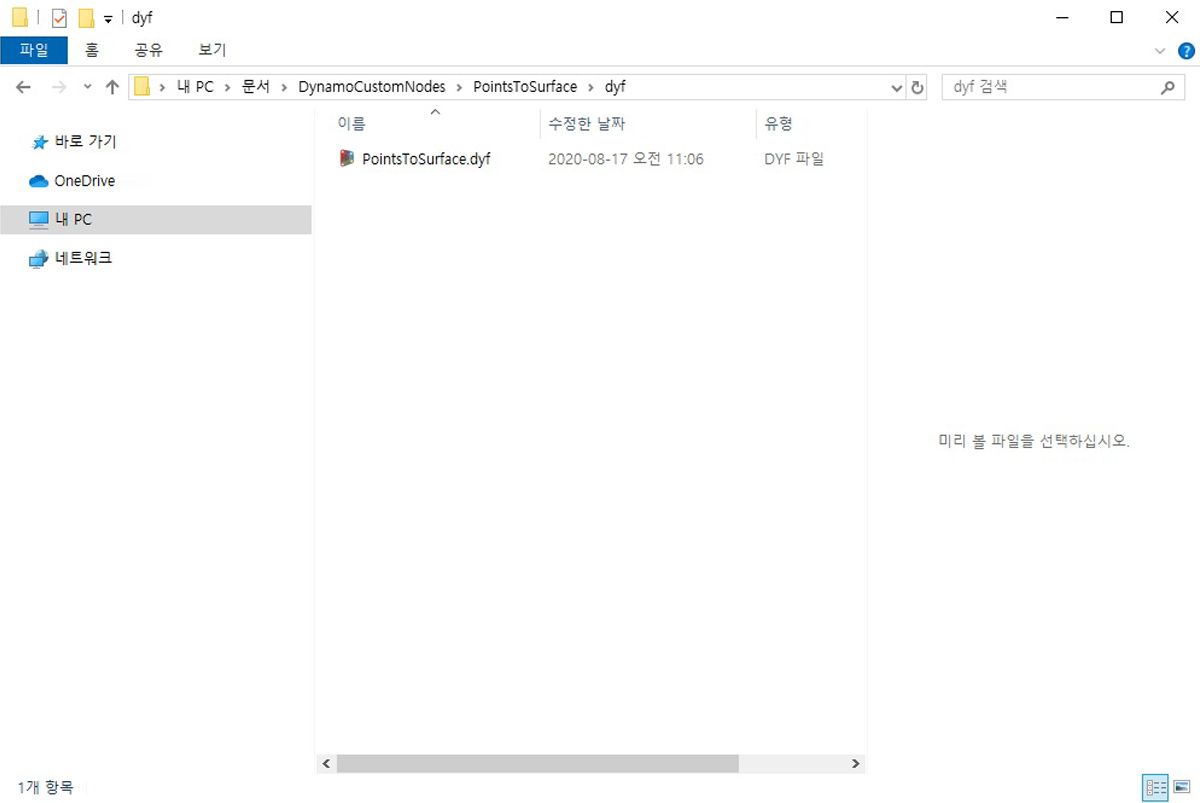 dyf
파일 홈 공유 보기
내 PC > 문서 > DynamoCustomNodes > PointsToSurface > dyf
dyf 검색
바로 가기
OneDrive
내 PC
네트워크
이름 수정한 날짜 유형
PointsToSurface.dyf 2020-08-17 오전 11:06 DYF 파일
미리 볼 파일을 선택하십시오.
1개 항목